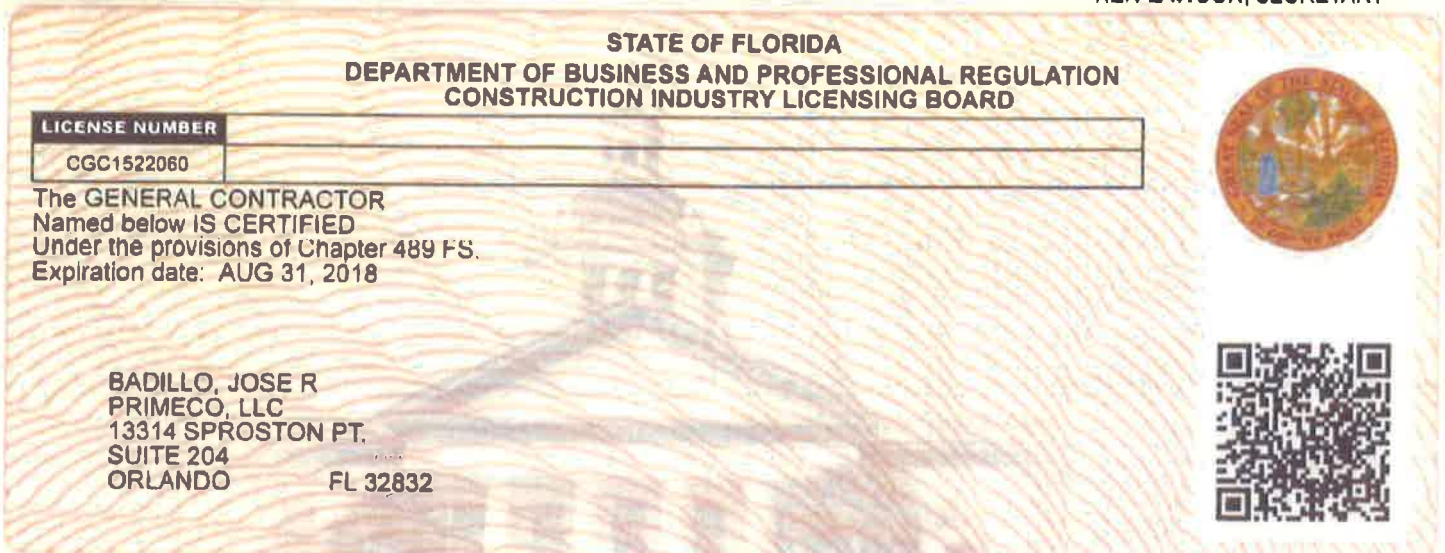 SECRETARY
STATE OF FLORIDA
DEPARTMENT OF BUSINESS AND PROFESSIONAL REGULATION
CONSTRUCTION INDUSTRY LICENSING BOARD
LICENSE NUMBER
CGC1522060
The GENERAL CONTRACTOR
Named below IS CERTIFIED
Under the provisions of Chapter 489 FS.
Expiration date: AUG 31, 2018
BADILLO, JOSE R
PRIMECO, LLC
13314 SPROSTON PT.
SUITE 204
ORLANDO FL 32832